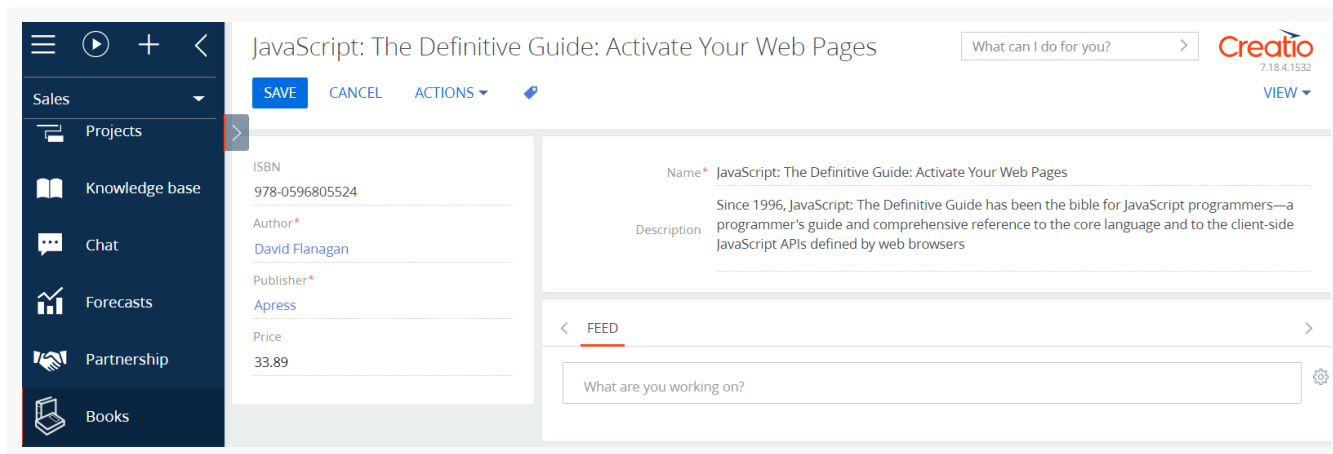 JavaScript: The Definitive Guide: Activate Your Web Pages
What can I do for you?
Creatio
7.18.4.1532
SAVE CANCEL ACTIONS
VIEW
Sales
Projects
Knowledge base
Chat
Forecasts
Partnership
Books
ISBN
978-0596805524
Author*
David Flanagan
Publisher*
Apress
Price
33.89
Name* JavaScript: The Definitive Guide: Activate Your Web Pages
Description
Since 1996, JavaScript: The Definitive Guide has been the bible for JavaScript programmers—a
programmer's guide and comprehensive reference to the core language and to the client-side
JavaScript APIs defined by web browsers
FEED
What are you working on?